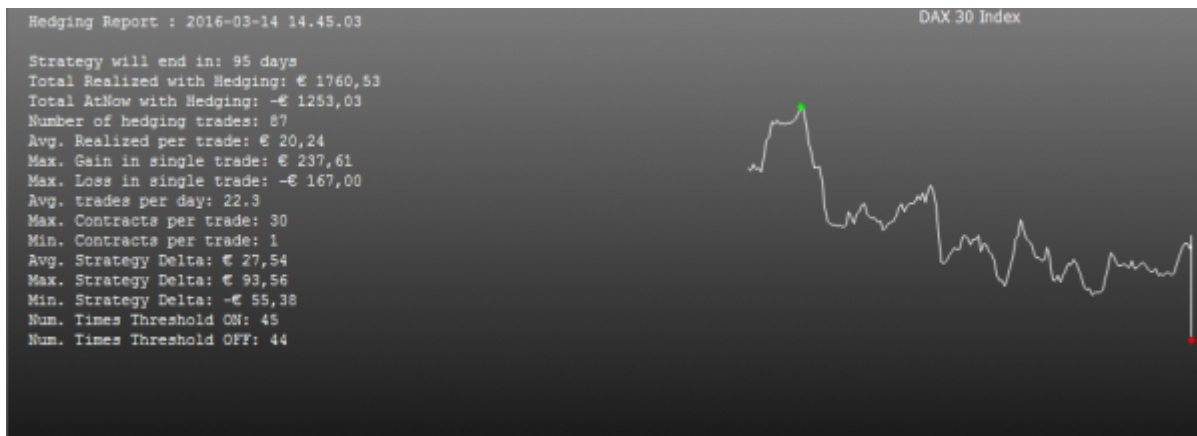 Hedging Report : 2016-03-14 14.45.03
DAX 30 Index
Strategy will end in: 95 days
Total Realized with Hedging: € 1760,53
Total AtNow with Hedging: -€ 1253,03
Number of hedging trades: 87
Avg. Realized per trade: € 20,24
Max. Gain in single trade: € 237,61
Max. Loss in single trade: -€ 167,00
Avg. trades per day: 22.3
Max. Contracts per trade: 30
Min. Contracts per trade: 1
Avg. Strategy Delta: € 27,54
Max. Strategy Delta: € 93,56
Min. Strategy Delta: -€ 55,38
Num. Times Threshold ON: 45
Num. Times Threshold OFF: 44